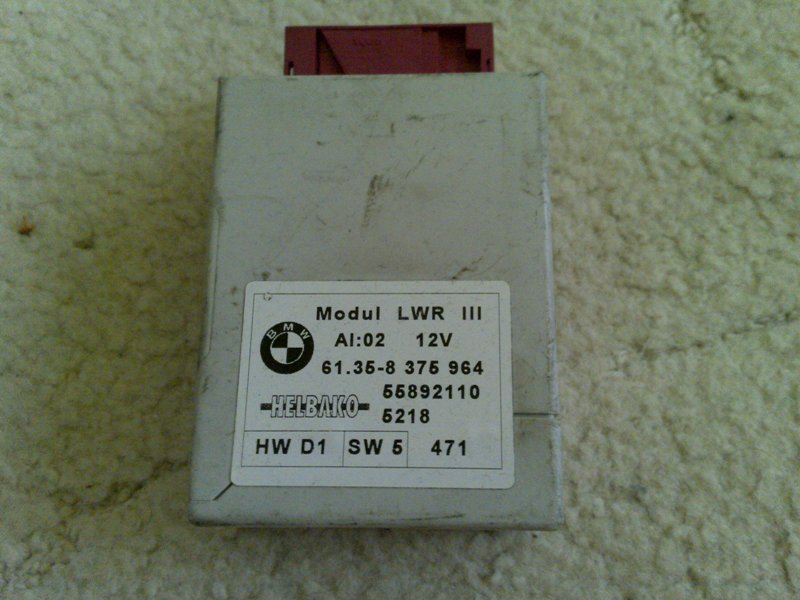 Modul LWR III
BMW
AI:02 12V
61.35-8 375 964
55892110
HELBAKO
5218
HW D1 SW 5 471